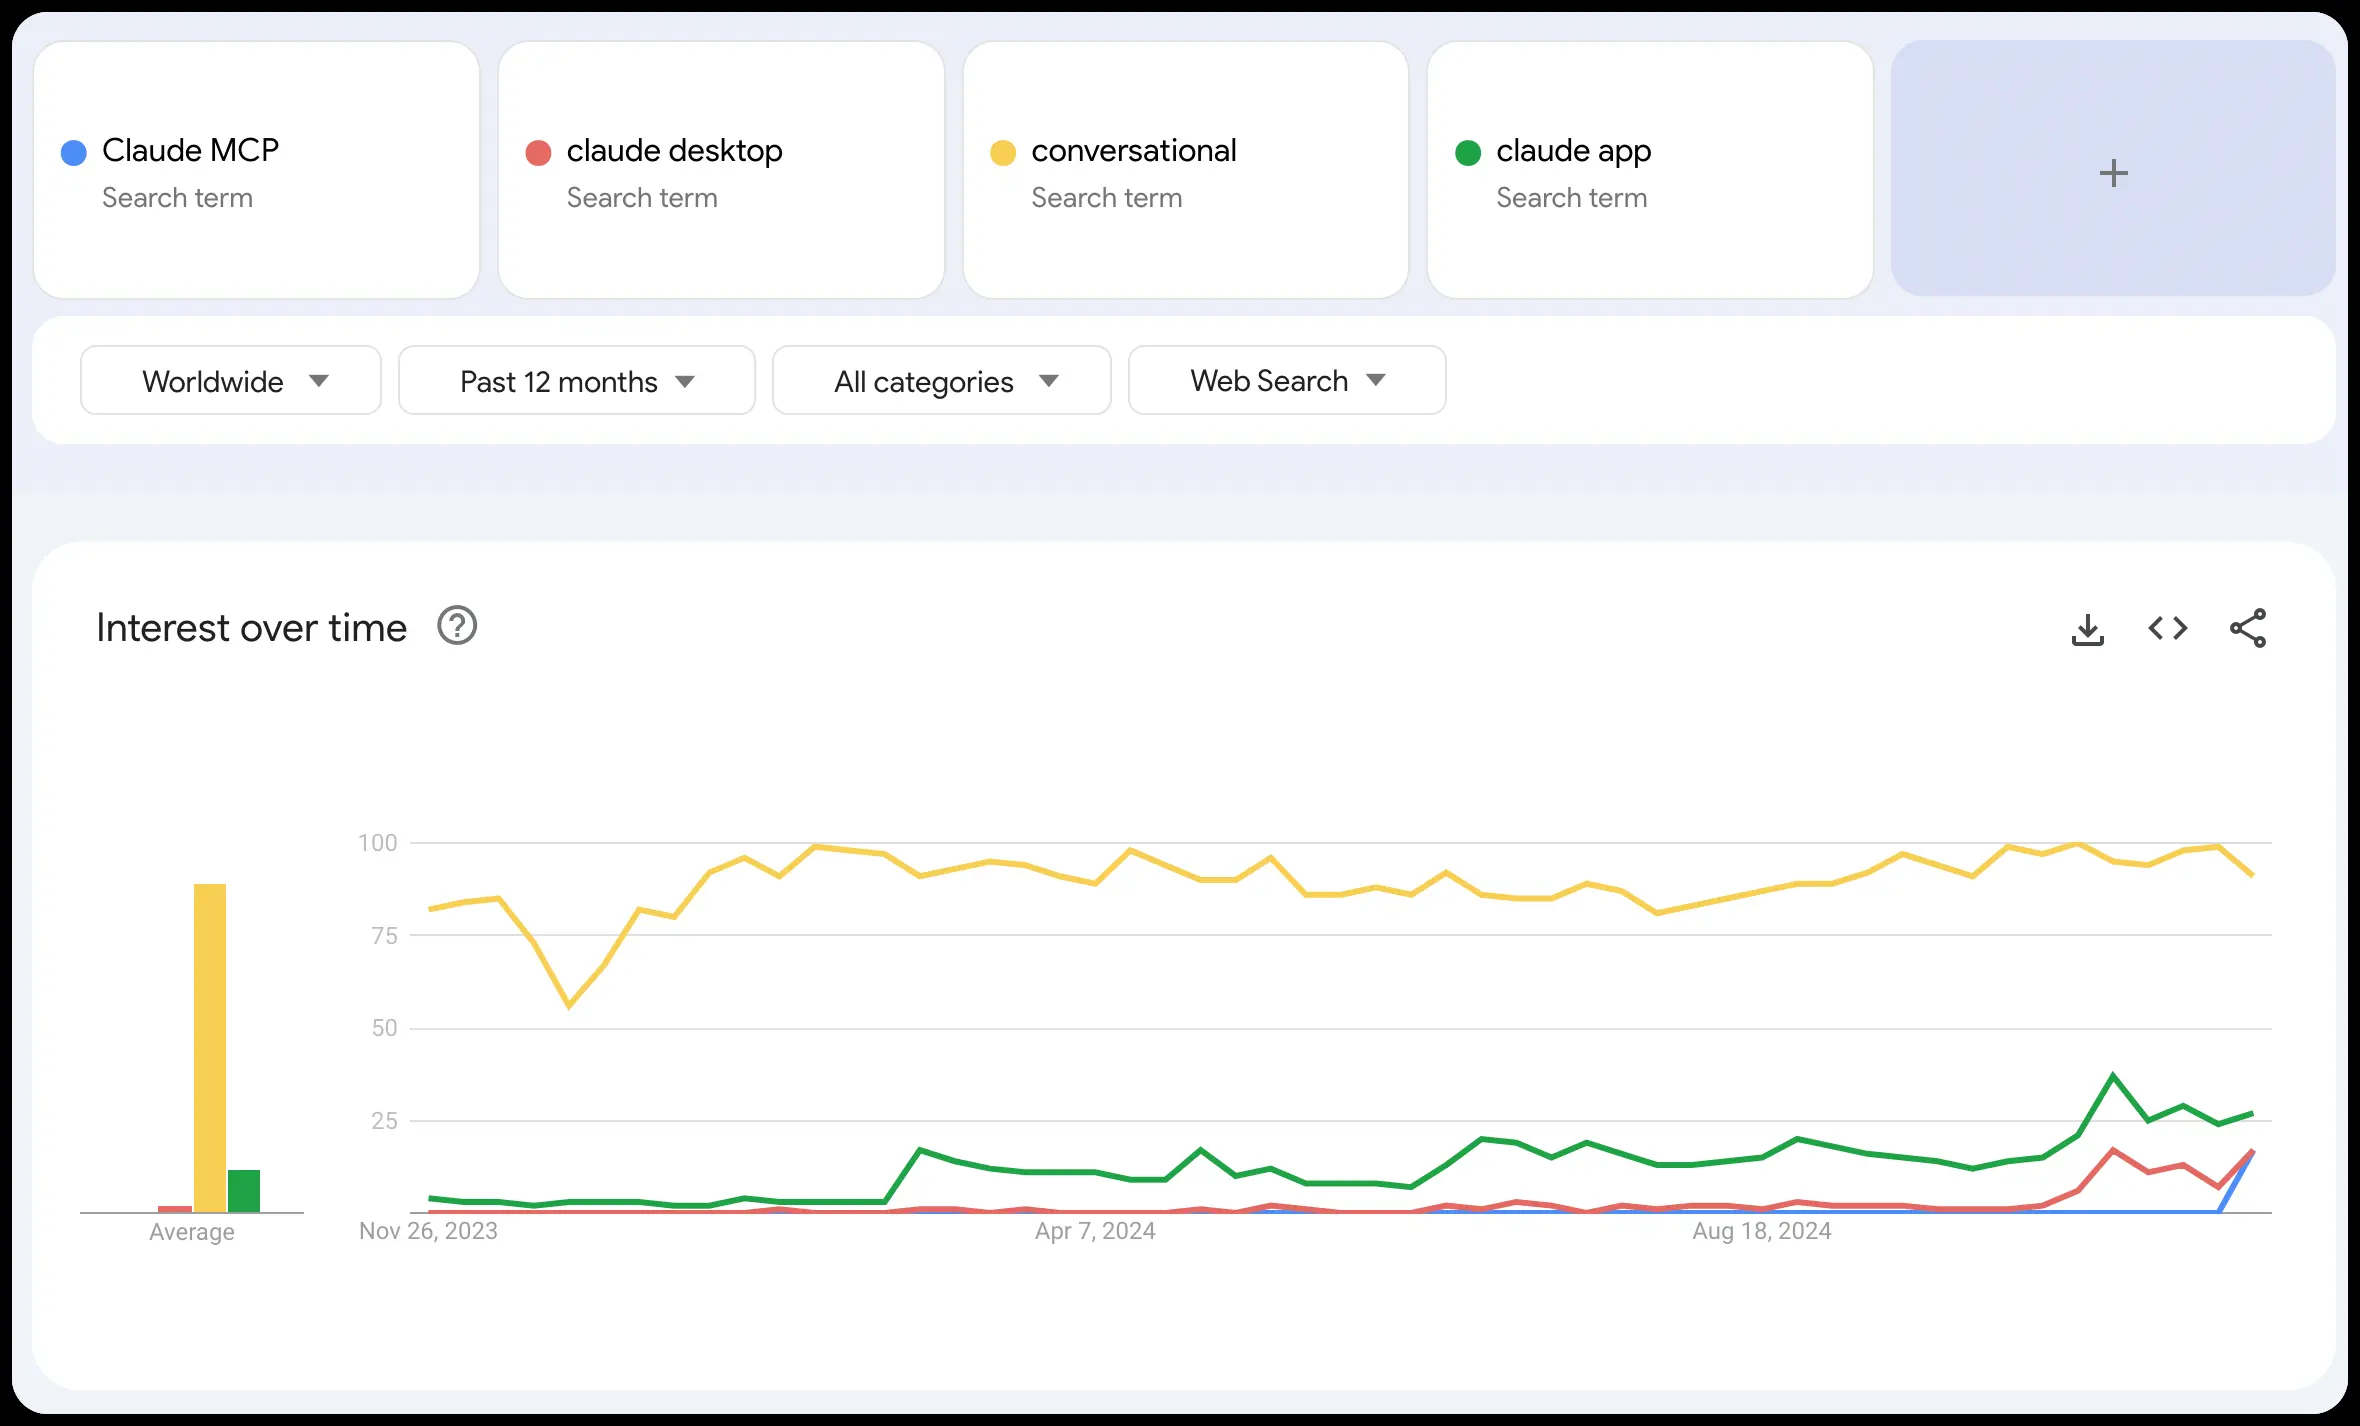 Claude MCP
Search term
claude desktop
Search term
conversational
Search term
claude app
Search term
+
Worldwide
Past 12 months
All categories
Web Search
Interest over time
?
100
75
50
25
Average
Nov 26, 2023
Apr 7, 2024
Aug 18, 2024